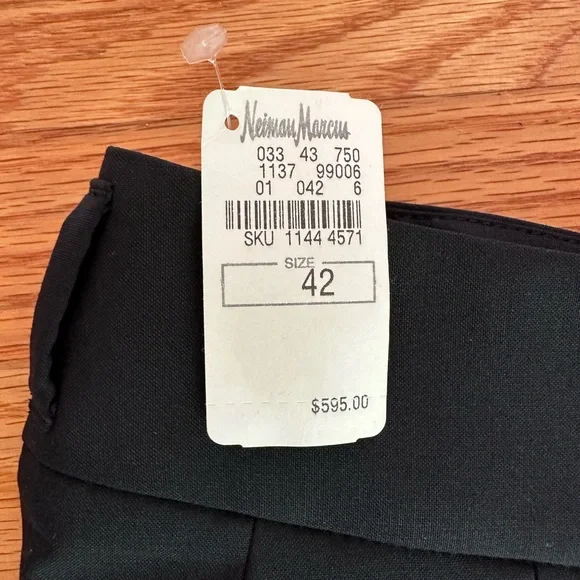 Neiman Marcus
033 43 750
1137 99006
01 042 6
SKU 1144 4571
SIZE
42
$595.00